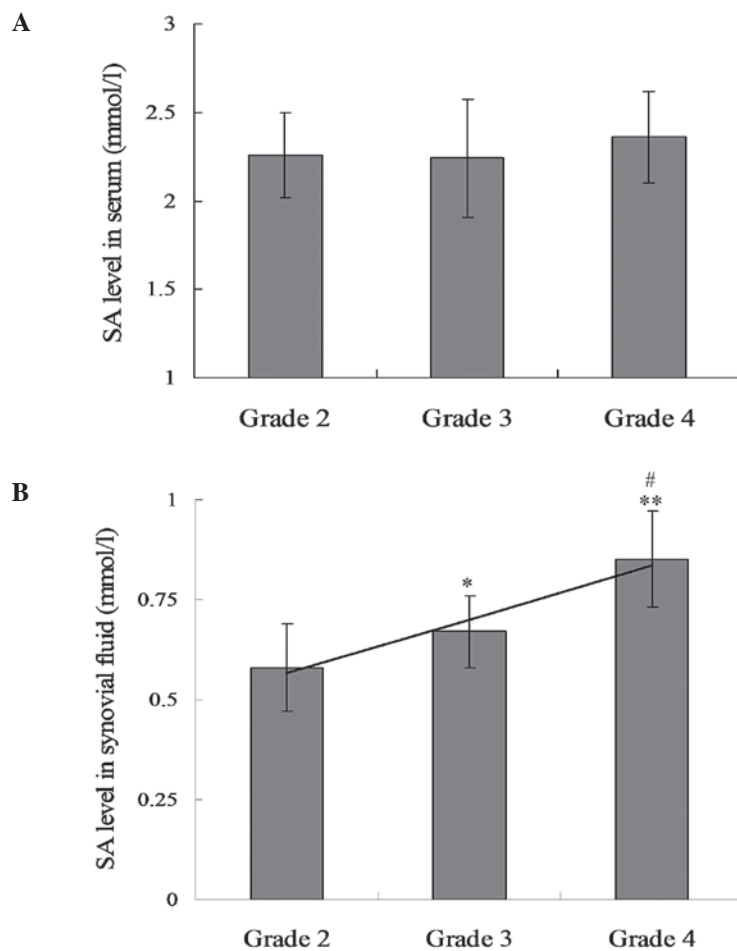 A
SA level in serum (mmol/l)
3
2.5
2
1.5
1
Grade 2 Grade 3 Grade 4
B
SA level in synovial fluid (mmol/l)
1
0.75
0.5
0.25
0
*
#
**
Grade 2 Grade 3 Grade 4